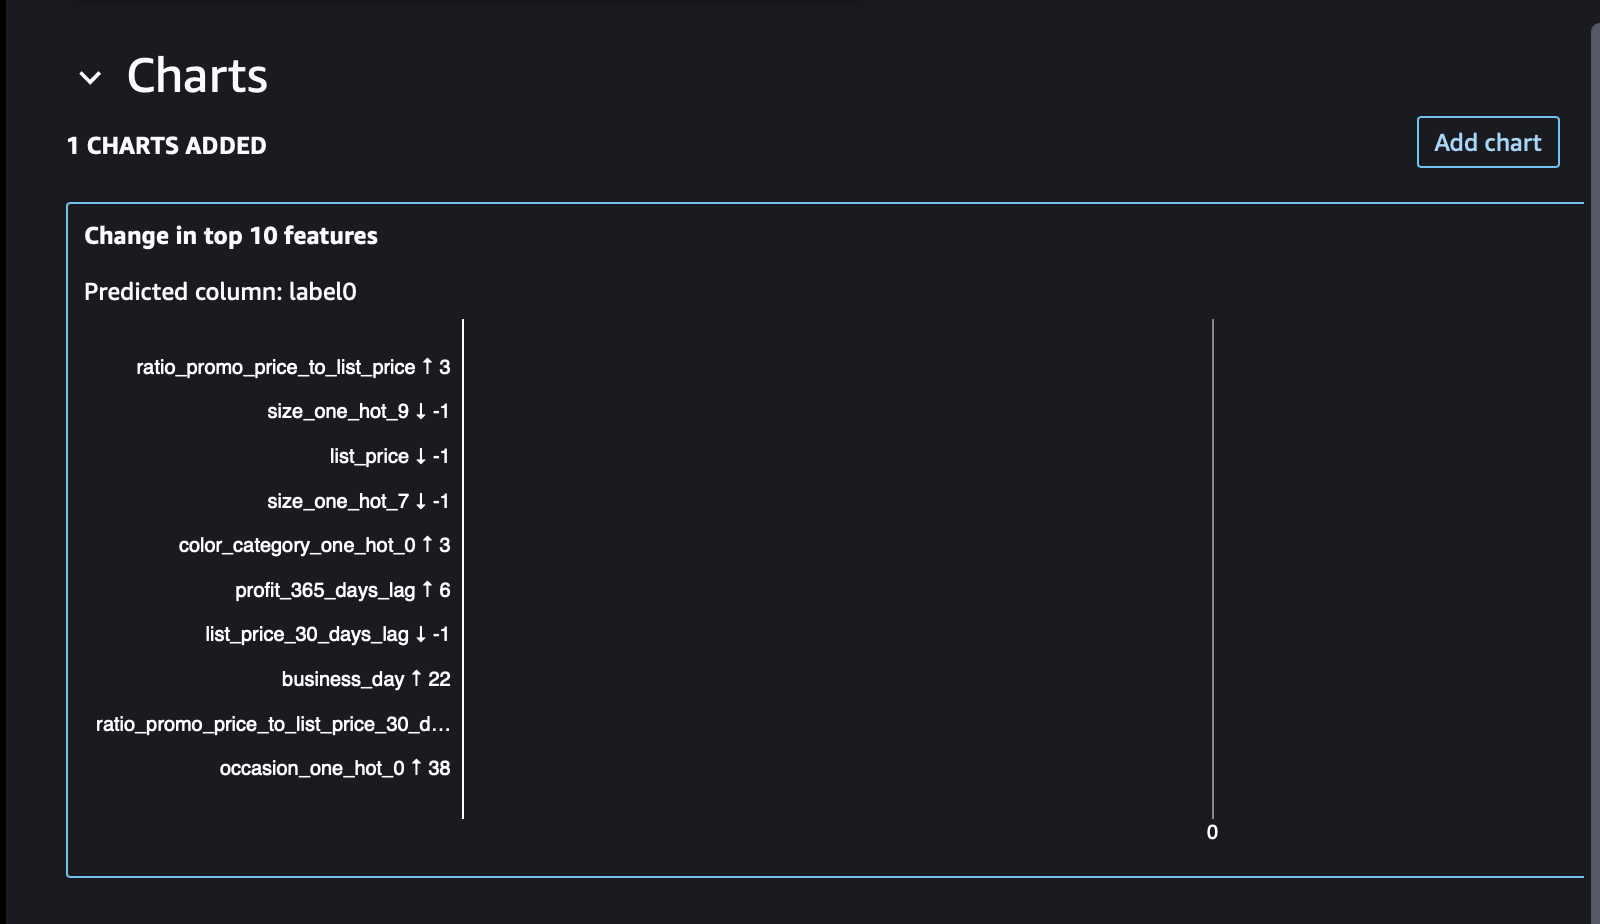 Charts
1 CHARTS ADDED
Add chart
Change in top 10 features
Predicted column: label0
ratio_promo_price_to_list_price ↑ 3
size_one_hot_9 ↓ -1
list_price ↓ -1
size_one_hot_7 ↓ -1
color_category_one_hot_0 ↑ 3
profit_365_days_lag ↑ 6
list_price_30_days_lag ↓ -1
business_day ↑ 22
ratio_promo_price_to_list_price_30_d...
occasion_one_hot_0 ↑ 38
0